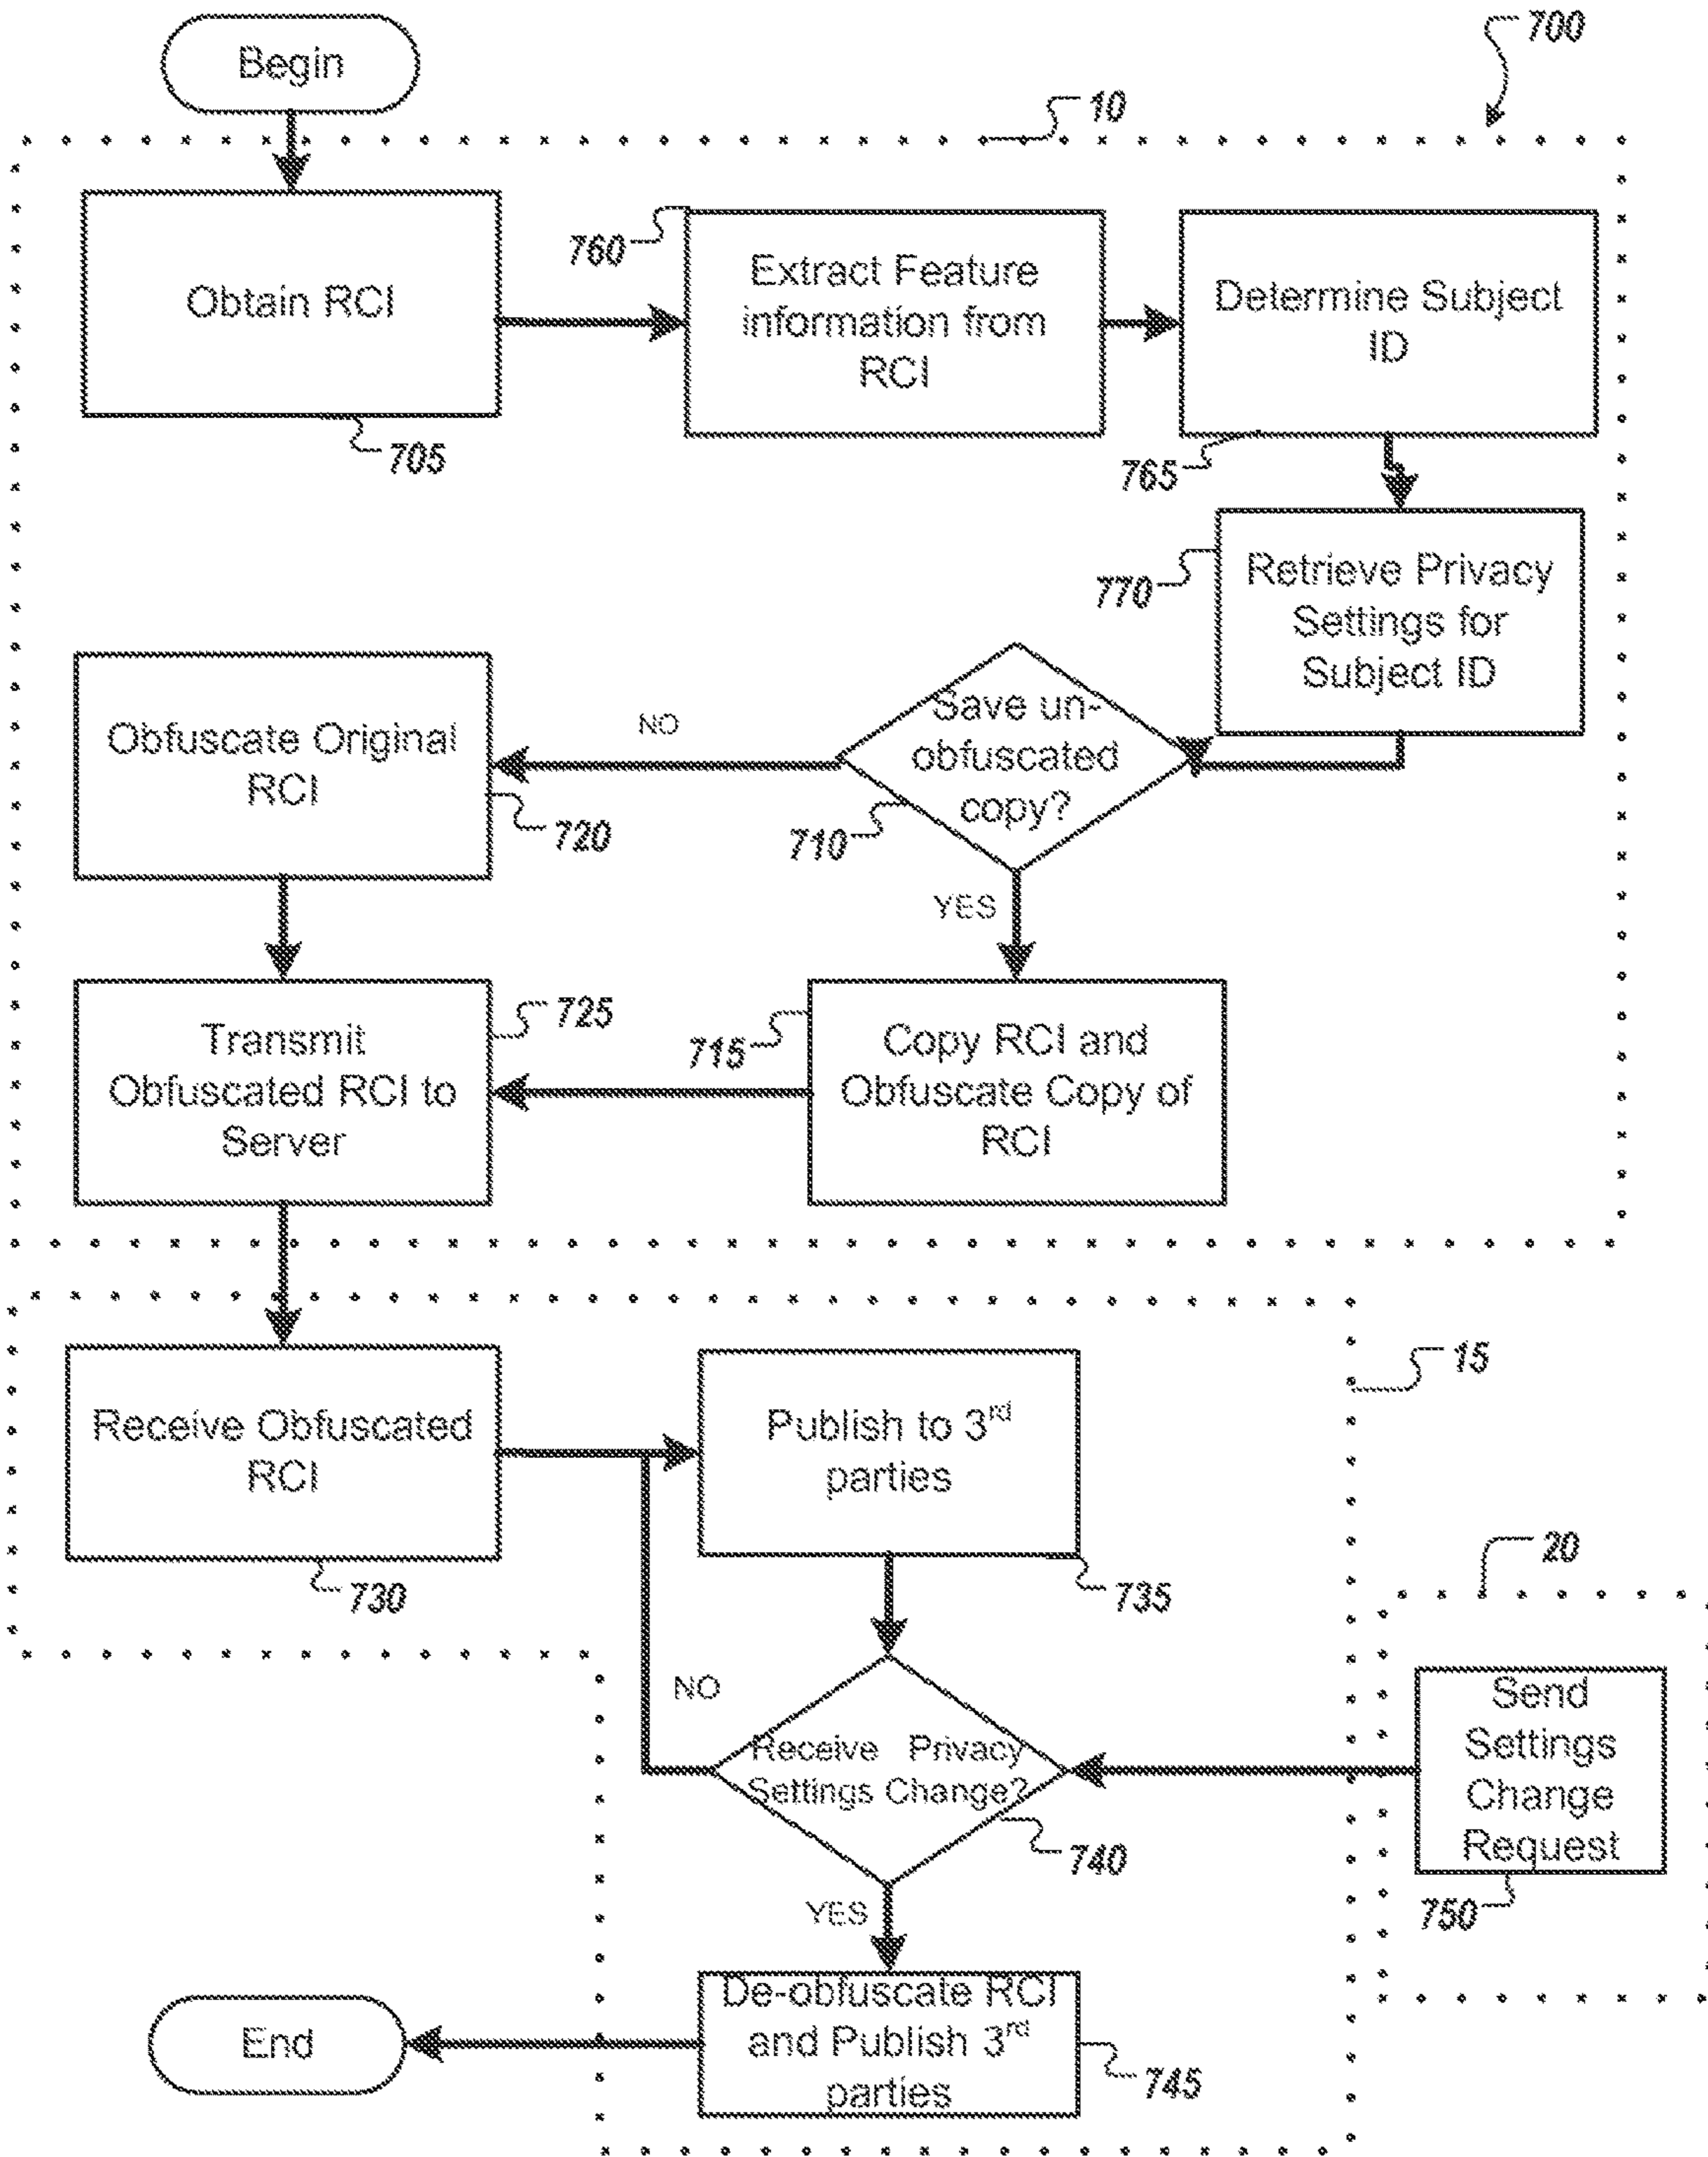 700
Begin
10
Obtain RCI
705
760
Extract Feature
information from
RCI
Determine Subject
ID
765
770
Retrieve Privacy
Settings for
Subject ID
Save un-
obfuscated
copy?
710
NO
YES
Obfuscate Original
RCI
720
Transmit
Obfuscated RCI to
Server
725
715
Copy RCI and
Obfuscate Copy of
RCI
15
Receive Obfuscated
RCI
730
Publish to 3rd
parties
735
20
NO
Receive Privacy
Settings Change?
740
YES
Send
Settings
Change
Request
750
De-obfuscate RCI
and Publish 3rd
parties
745
End